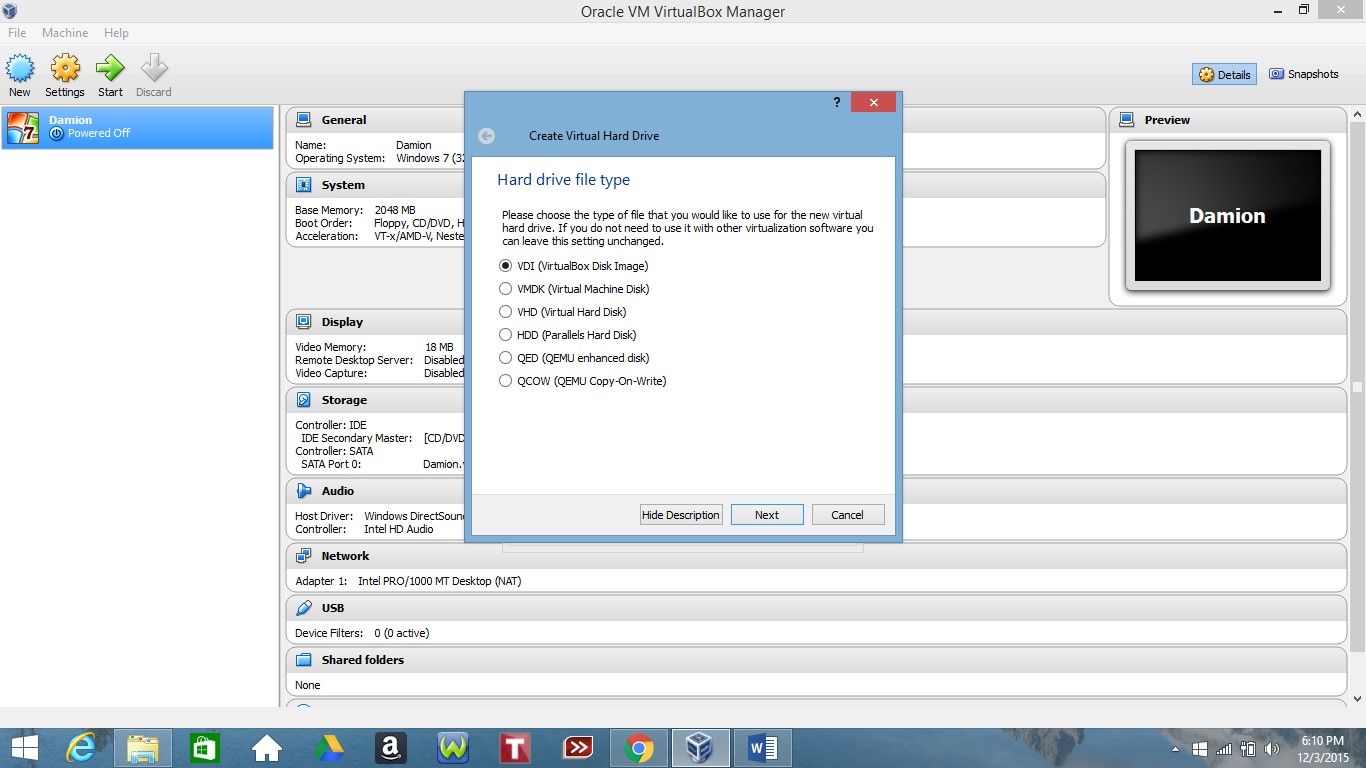 Oracle VM VirtualBox Manager
File Machine Help
New Settings Start Discard
Details Snapshots
Damion
Powered Off
General
Name: Damion
Operating System: Windows 7 (32
System
Base Memory: 2048 MB
Boot Order: Floppy, CD/DVD, H
Acceleration: VT-x/AMD-V, Neste
Display
Video Memory: 18 MB
Remote Desktop Server: Disabled
Video Capture: Disabled
Storage
Controller: IDE
IDE Secondary Master: [CD/DVD
Controller: SATA
SATA Port 0: Damion.v
Audio
Host Driver: Windows DirectSound
Controller: Intel HD Audio
Network
Adapter 1: Intel PRO/1000 MT Desktop (NAT)
USB
Device Filters: 0 (0 active)
Shared folders
None
Preview
Damion
?
Create Virtual Hard Drive
Hard drive file type
Please choose the type of file that you would like to use for the new virtual
hard drive. If you do not need to use it with other virtualization software you
can leave this setting unchanged.
VDI (VirtualBox Disk Image)
VMDK (Virtual Machine Disk)
VHD (Virtual Hard Disk)
HDD (Parallels Hard Disk)
QED (QEMU enhanced disk)
QCOW (QEMU Copy-On-Write)
Hide Description Next Cancel
6:10 PM
12/3/2015